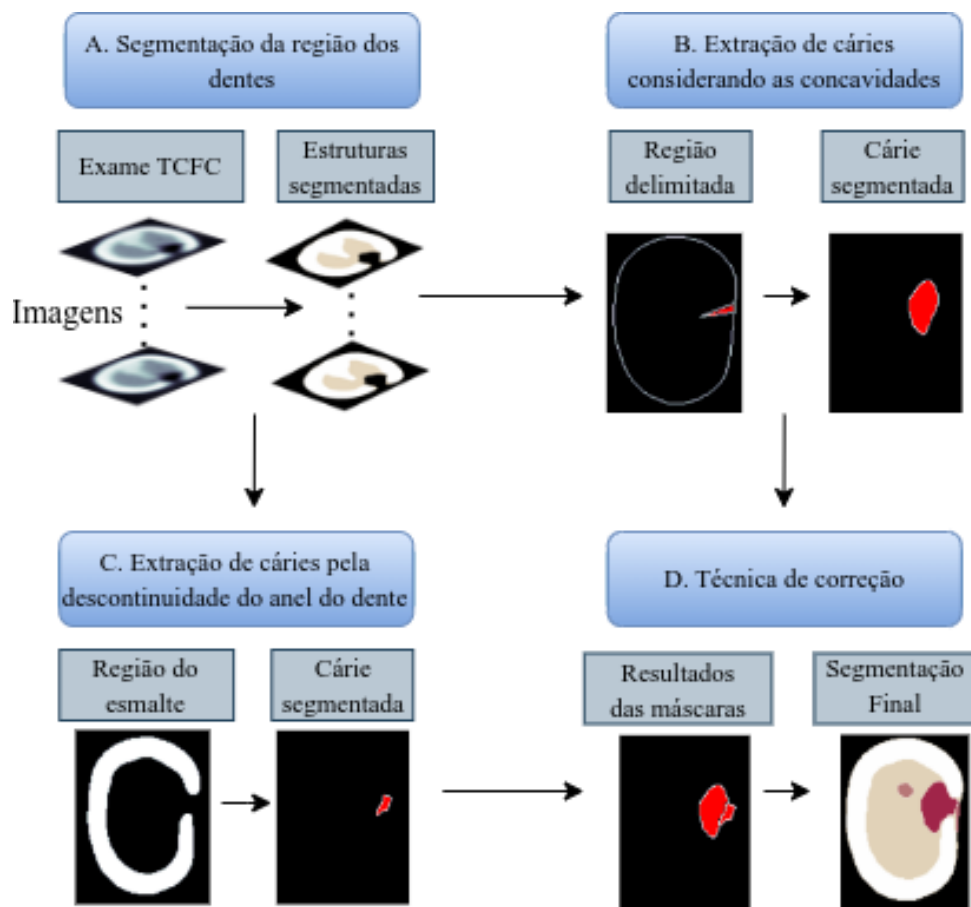 A. Segmentação da região dos
dentes
Exame TCFC
Estruturas
segmentadas
Imagens
B. Extração de cáries
considerando as concavidades
Região
delimitada
Cárie
segmentada
C. Extração de cáries pela
descontinuidade do anel do dente
Região do
esmalte
Cárie
segmentada
D. Técnica de correção
Resultados
das máscaras
Segmentação
Final